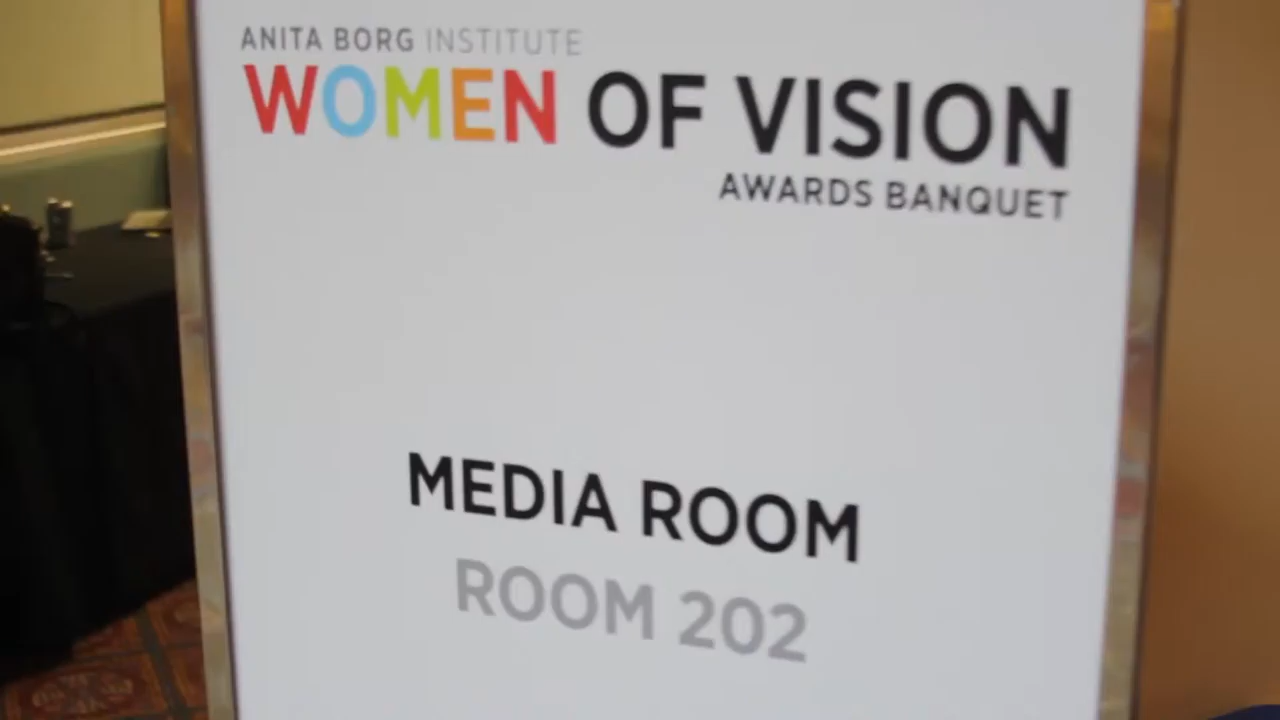 ANITA BORG INSTITUTE
WOMEN OF VISION
AWARDS BANQUET
MEDIA ROOM
ROOM 202